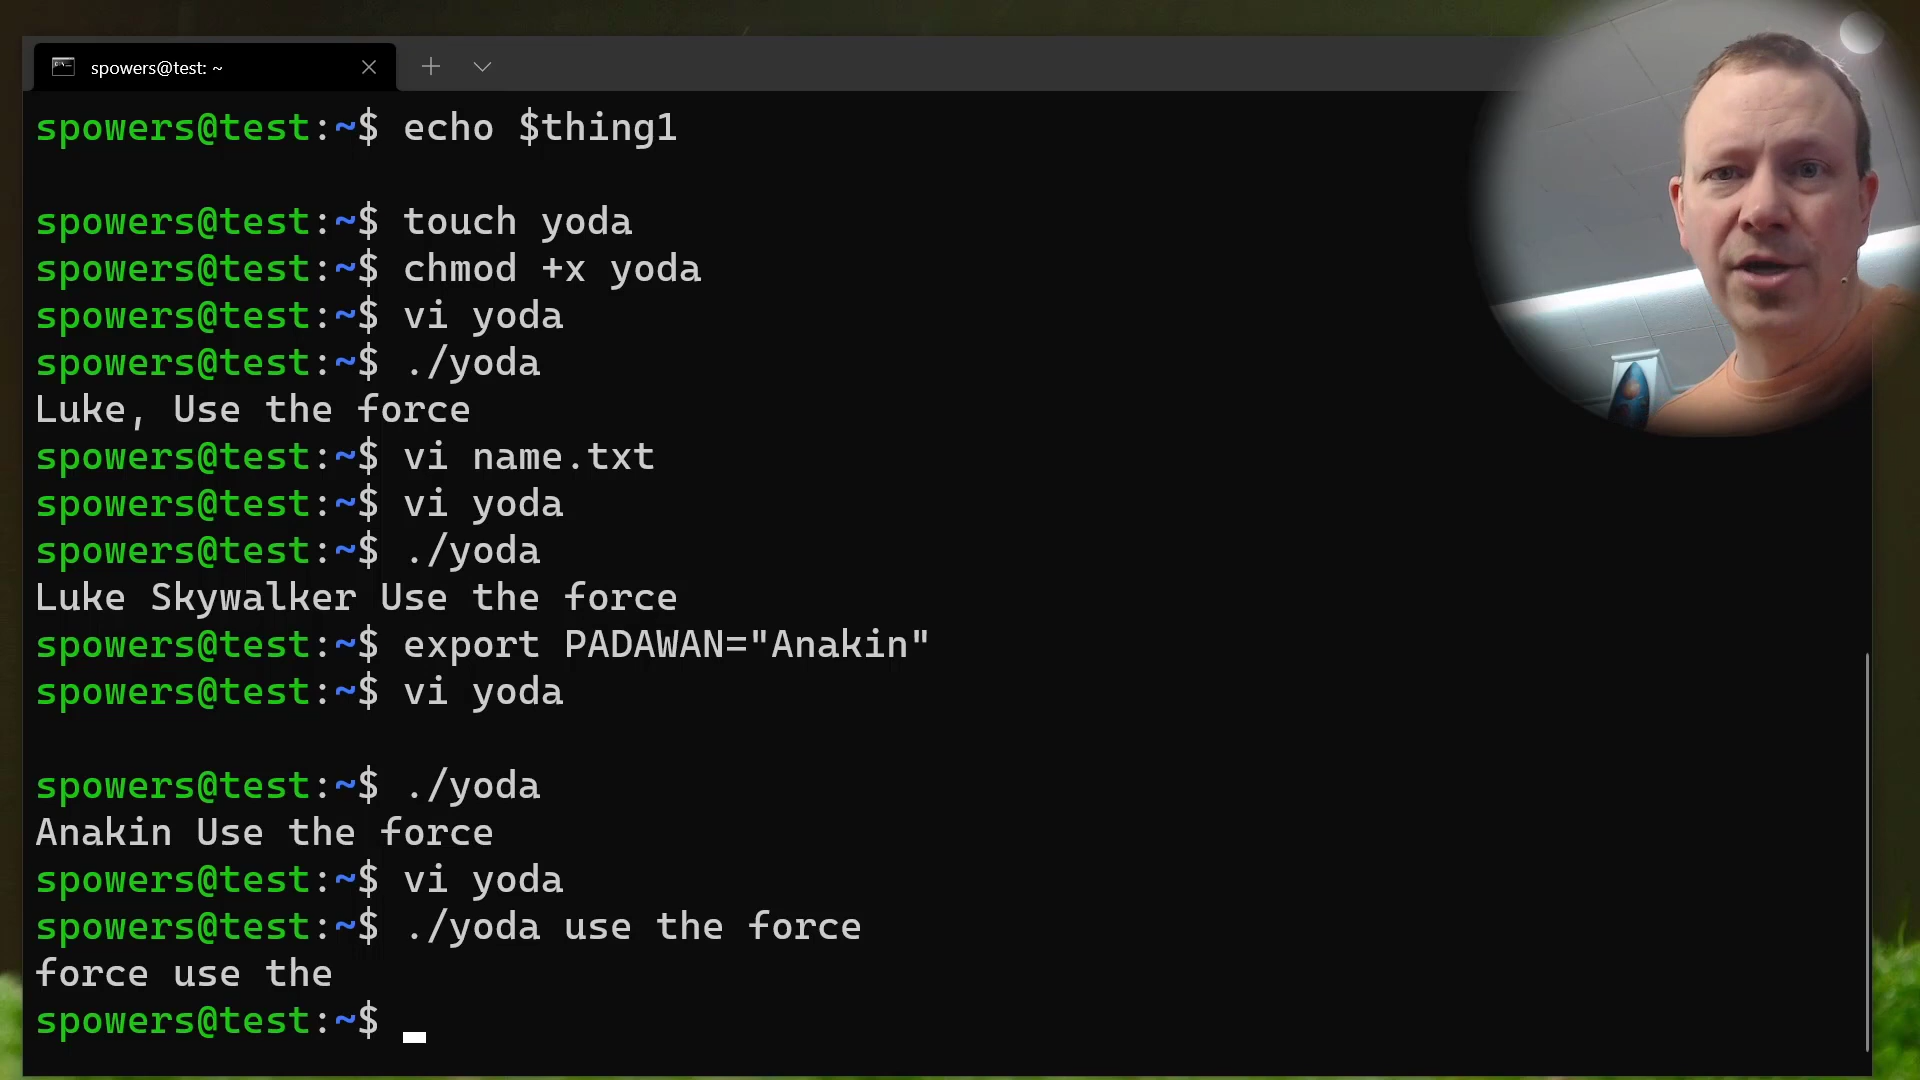 spowers@test: ~
spowers@test:~$ echo $thing1
spowers@test:~$ touch yoda
spowers@test:~$ chmod +x yoda
spowers@test:~$ vi yoda
spowers@test:~$ ./yoda
Luke, Use the force
spowers@test:~$ vi name.txt
spowers@test:~$ vi yoda
spowers@test:~$ ./yoda
Luke Skywalker Use the force
spowers@test:~$ export PADAWAN="Anakin"
spowers@test:~$ vi yoda
spowers@test:~$ ./yoda
Anakin Use the force
spowers@test:~$ vi yoda
spowers@test:~$ ./yoda use the force
force use the
spowers@test:~$